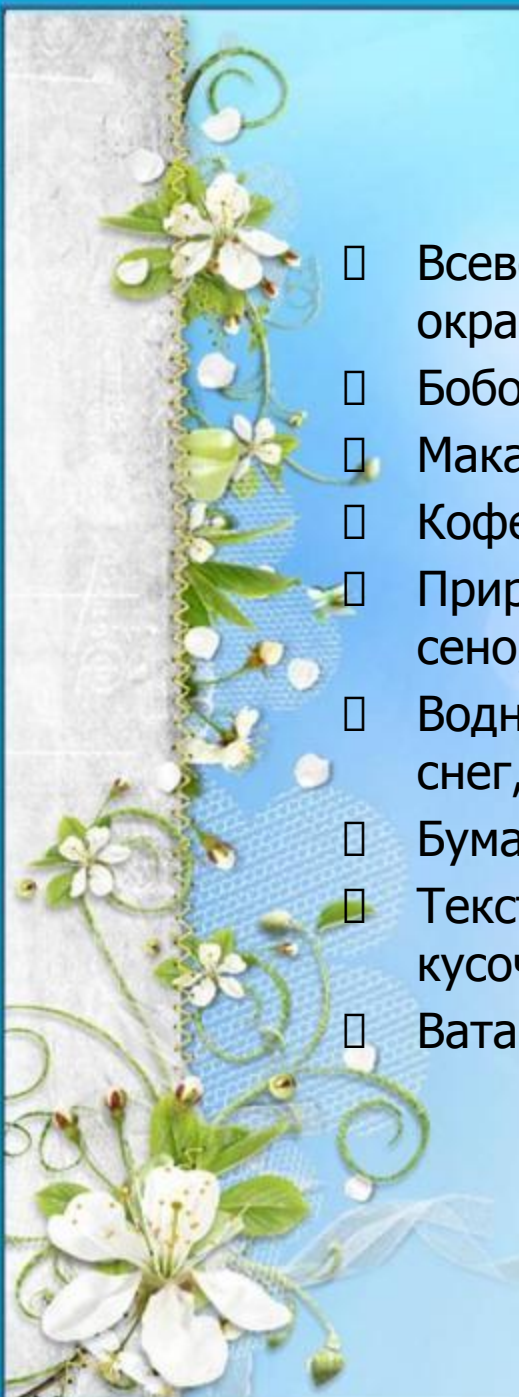 Всев
окра
Бобо
Мака
Кофе
Прир
сено
Водн
снег,
Бума
Текст
кусоч
Вата